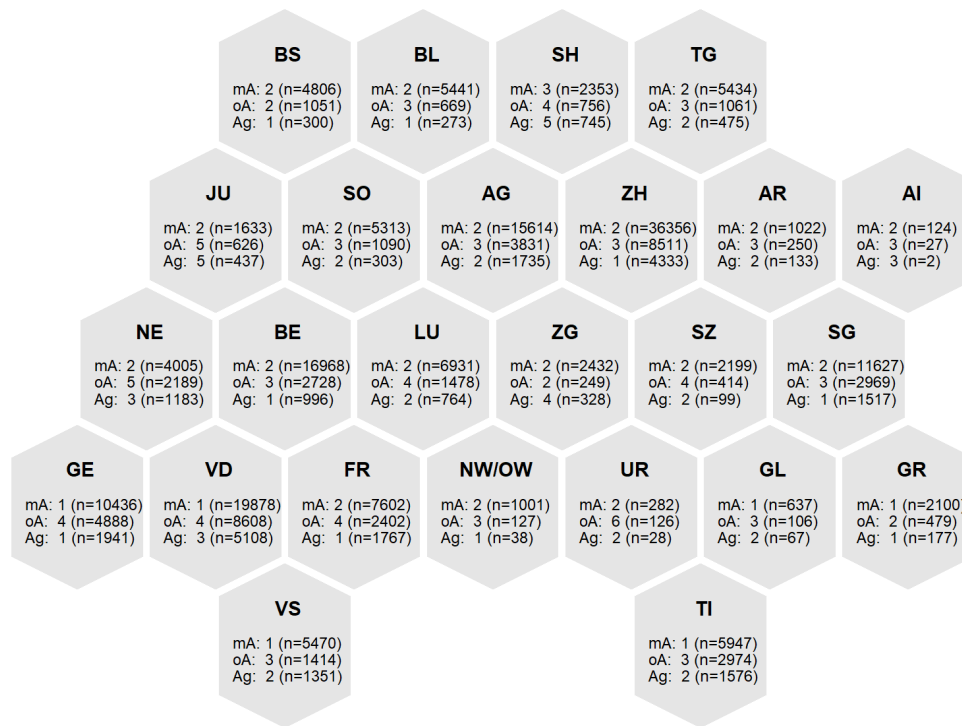 BS
mA: 2 (n=4806)
oA: 2 (n=1051)
Ag: 1 (n=300)
BL
mA: 2 (n=5441)
oA: 3 (n=669)
Ag: 1 (n=273)
SH
mA: 3 (n=2353)
oA: 4 (n=756)
Ag: 5 (n=745)
TG
mA: 2 (n=5434)
oA: 3 (n=1061)
Ag: 2 (n=475)
JU
mA: 2 (n=1633)
oA: 5 (n=626)
Ag: 5 (n=437)
SO
mA: 2 (n=5313)
oA: 3 (n=1090)
Ag: 2 (n=303)
AG
mA: 2 (n=15614)
oA: 3 (n=3831)
Ag: 2 (n=1735)
ZH
mA: 2 (n=36356)
oA: 3 (n=8511)
Ag: 1 (n=4333)
AR
mA: 2 (n=1022)
oA: 3 (n=250)
Ag: 2 (n=133)
AI
mA: 2 (n=124)
oA: 3 (n=27)
Ag: 3 (n=2)
NE
mA: 2 (n=4005)
oA: 5 (n=2189)
Ag: 3 (n=1183)
BE
mA: 2 (n=16968)
oA: 3 (n=2728)
Ag: 1 (n=996)
LU
mA: 2 (n=6931)
oA: 4 (n=1478)
Ag: 2 (n=764)
ZG
mA: 2 (n=2432)
oA: 2 (n=249)
Ag: 4 (n=328)
SZ
mA: 2 (n=2199)
oA: 4 (n=414)
Ag: 2 (n=99)
SG
mA: 2 (n=11627)
oA: 3 (n=2969)
Ag: 1 (n=1517)
GE
mA: 1 (n=10436)
oA: 4 (n=4888)
Ag: 1 (n=1941)
VD
mA: 1 (n=19878)
oA: 4 (n=8608)
Ag: 3 (n=5108)
FR
mA: 2 (n=7602)
oA: 4 (n=2402)
Ag: 1 (n=1767)
NW/OW
mA: 2 (n=1001)
oA: 3 (n=127)
Ag: 1 (n=38)
UR
mA: 2 (n=282)
oA: 6 (n=126)
Ag: 2 (n=28)
GL
mA: 1 (n=637)
oA: 3 (n=106)
Ag: 2 (n=67)
GR
mA: 1 (n=2100)
oA: 2 (n=479)
Ag: 1 (n=177)
VS
mA: 1 (n=5470)
oA: 3 (n=1414)
Ag: 2 (n=1351)
TI
mA: 1 (n=5947)
oA: 3 (n=2974)
Ag: 2 (n=1576)